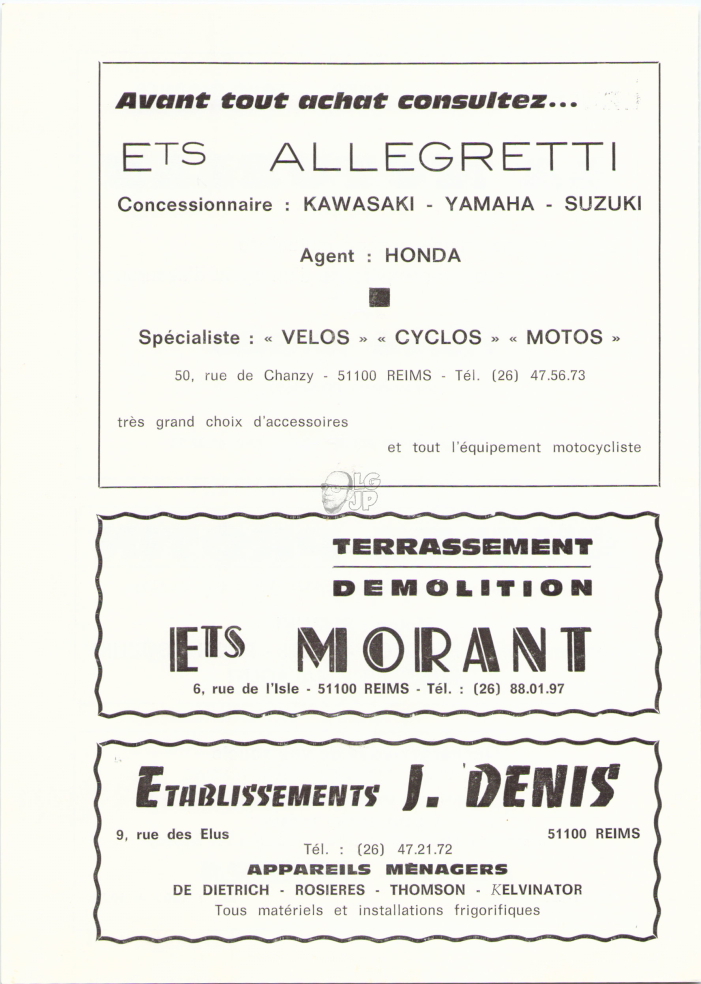 Avant tout achat consultez...
ETS ALLEGRETTI
Concessionnaire : KAWASAKI - YAMAHA - SUZUKI
Agent : HONDA
Spécialiste : « VELOS » « CYCLOS » « MOTOS »
50, rue de Chanzy - 51100 REIMS - Tél. (26) 47.56.73
très grand choix d'accessoires
et tout l'équipement motocycliste
LG
JP
TERRASSEMENT
DEMOLITION
ETS MORANT
6, rue de l'Isle - 51100 REIMS - Tél. : (26) 88.01.97
ETABLISSEMENTS J. DENIS
9, rue des Elus 51100 REIMS
Tél. : (26) 47.21.72
APPAREILS MÉNAGERS
DE DIETRICH - ROSIERES - THOMSON - KELVINATOR
Tous matériels et installations frigorifiques